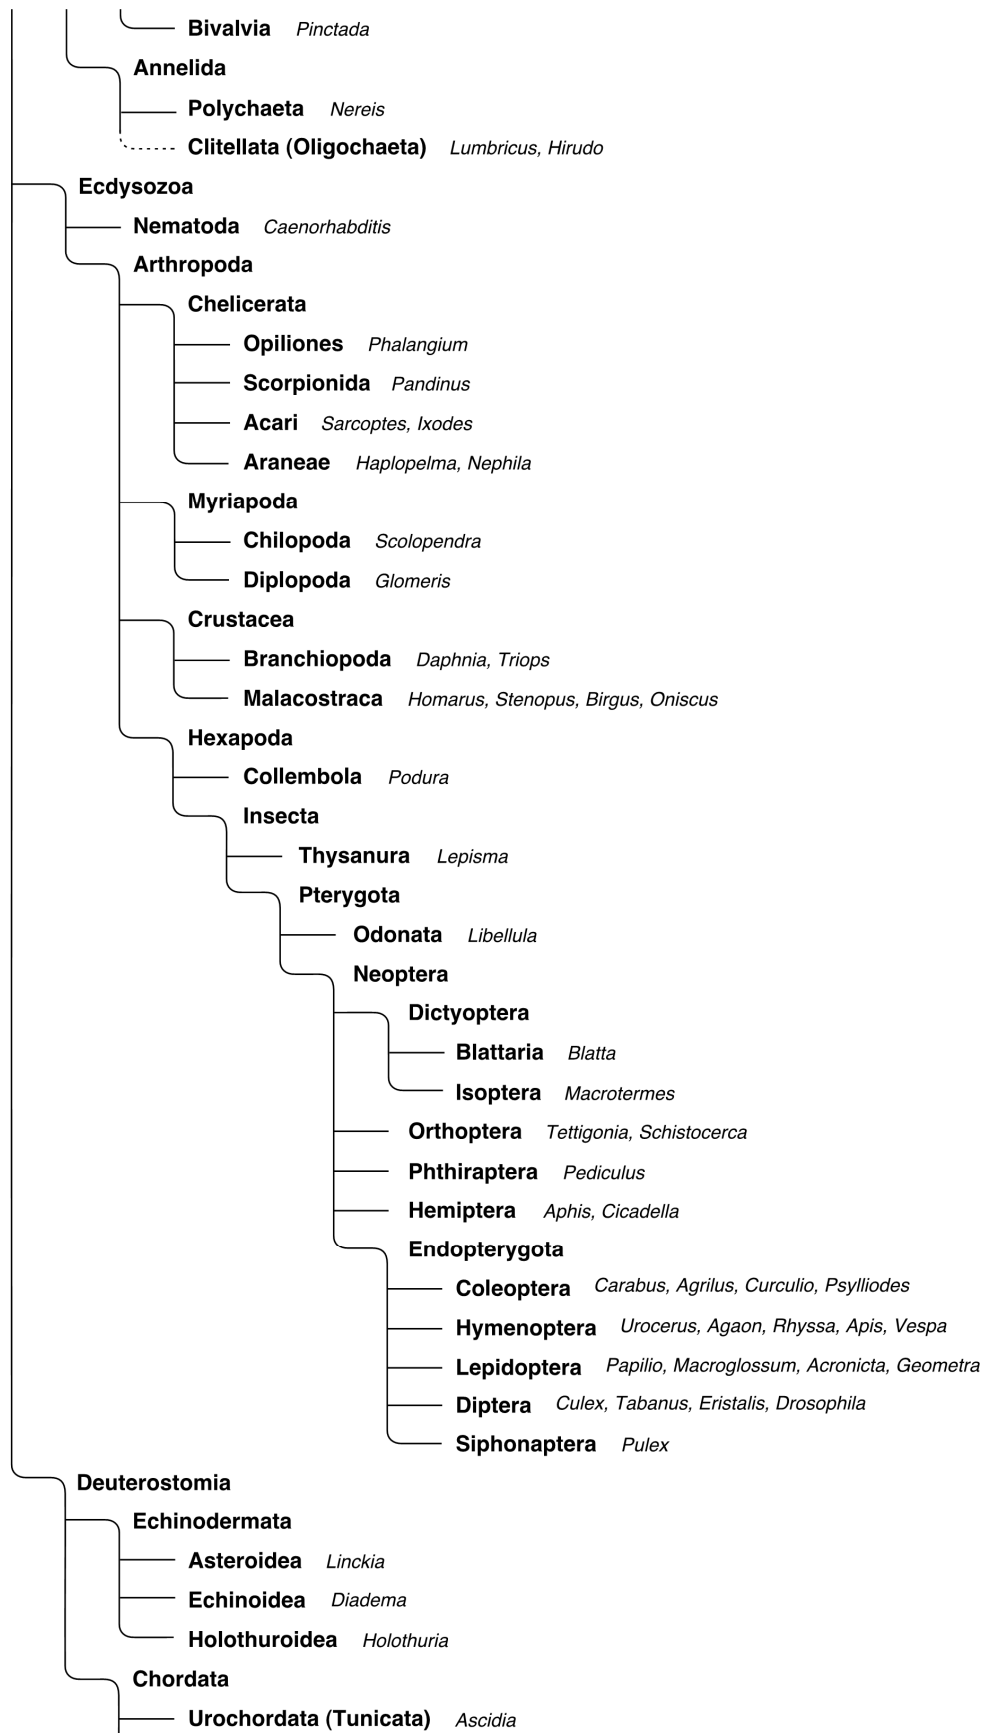 Bivalvia Pinctada
Annelida
Polychaeta Nereis
Clitellata (Oligochaeta) Lumbricus, Hirudo
Ecdysozoa
Nematoda Caenorhabditis
Arthropoda
Chelicerata
Opiliones Phalangium
Scorpionida Pandinus
Acari Sarcoptes, Ixodes
Araneae Haplopelma, Nephila
Myriapoda
Chilopoda Scolopendra
Diplopoda Glomeris
Crustacea
Branchiopoda Daphnia, Triops
Malacostraca Homarus, Stenopus, Birgus, Oniscus
Hexapoda
Collembola Podura
Insecta
Thysanura Lepisma
Pterygota
Odonata Libellula
Neoptera
Dictyoptera
Blattaria Blatta
Isoptera Macrotermes
Orthoptera Tettigonia, Schistocerca
Phthiraptera Pediculus
Hemiptera Aphis, Cicadella
Endopterygota
Coleoptera Carabus, Agrilus, Curculio, Psylliodes
Hymenoptera Urocerus, Agaon, Rhyssa, Apis, Vespa
Lepidoptera Papilio, Macroglossum, Acronicta, Geometra
Diptera Culex, Tabanus, Eristalis, Drosophila
Siphonaptera Pulex
Deuterostomia
Echinodermata
Asteroidea Linckia
Echinoidea Diadema
Holothuroidea Holothuria
Chordata
Urochordata (Tunicata) Ascidia